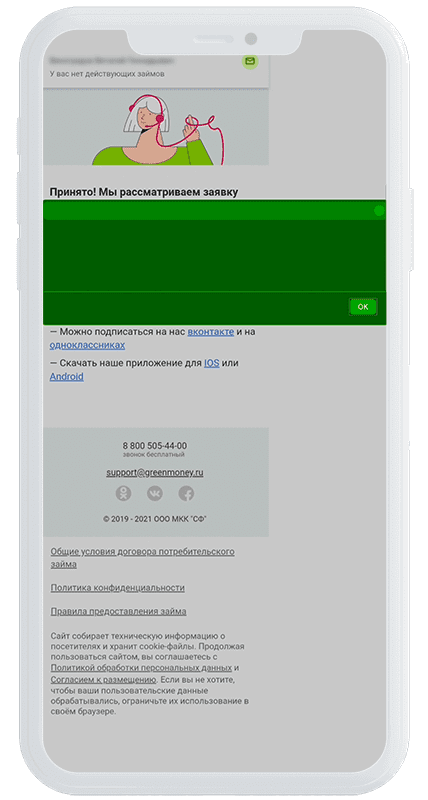 У вас нет действующих займов
Принято! Мы рассматриваем заявку
OK
— Можно подписаться на нас вконтакте и на
одноклассниках
— Скачать наше приложение для IOS или
Android
8 800 505-44-00
звонок бесплатный
support@greenmoney.ru
© 2019 - 2021 ООО МКК "СФ"
Общие условия договора потребительского
займа
Политика конфиденциальности
Правила предоставления займа
Сайт собирает техническую информацию о
посетителях и хранит cookie-файлы. Продолжая
пользоваться сайтом, вы соглашаетесь с
Политикой обработки персональных данных и
Согласием к размещению. Если вы не хотите,
чтобы ваши пользовательские данные
обрабатывались, ограничьте их использование в
своём браузере.